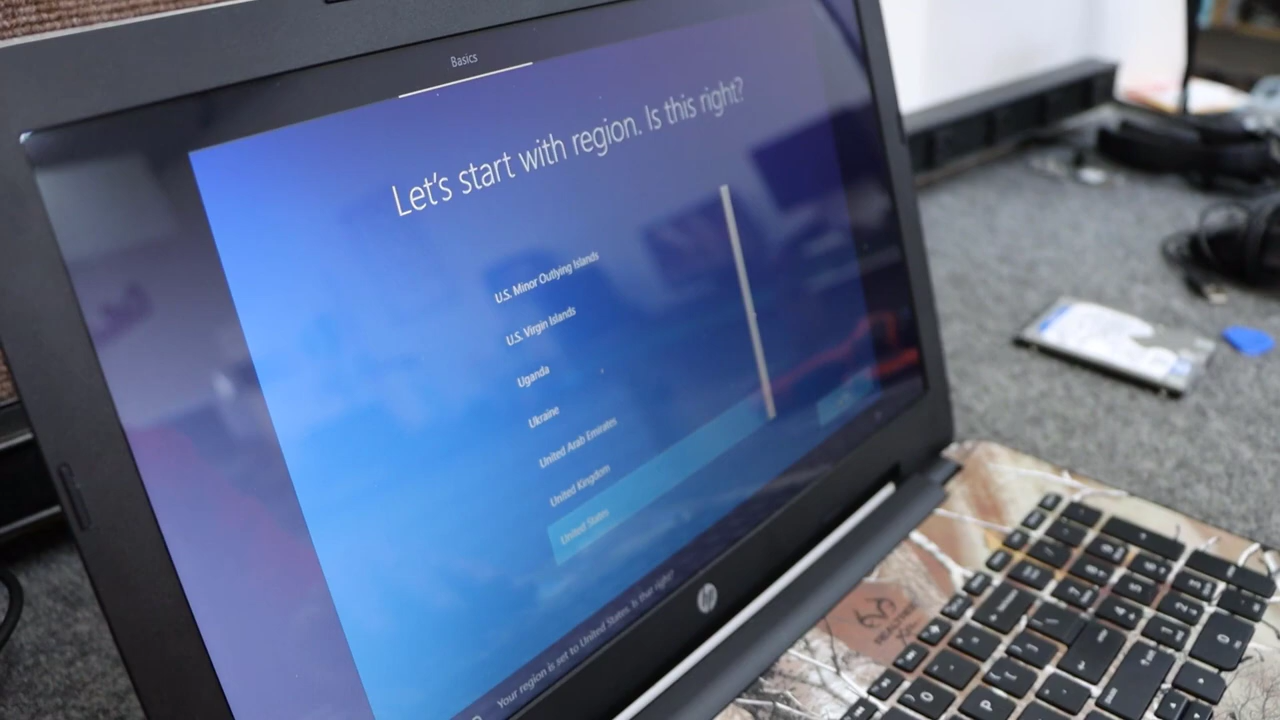 Basics
Let's start with region. Is this right?
U.S. Minor Outlying Islands
U.S. Virgin Islands
Uganda
Ukraine
United Arab Emirates
United Kingdom
United States
Your region is set to United States. Is that right?
hp
REALTREE